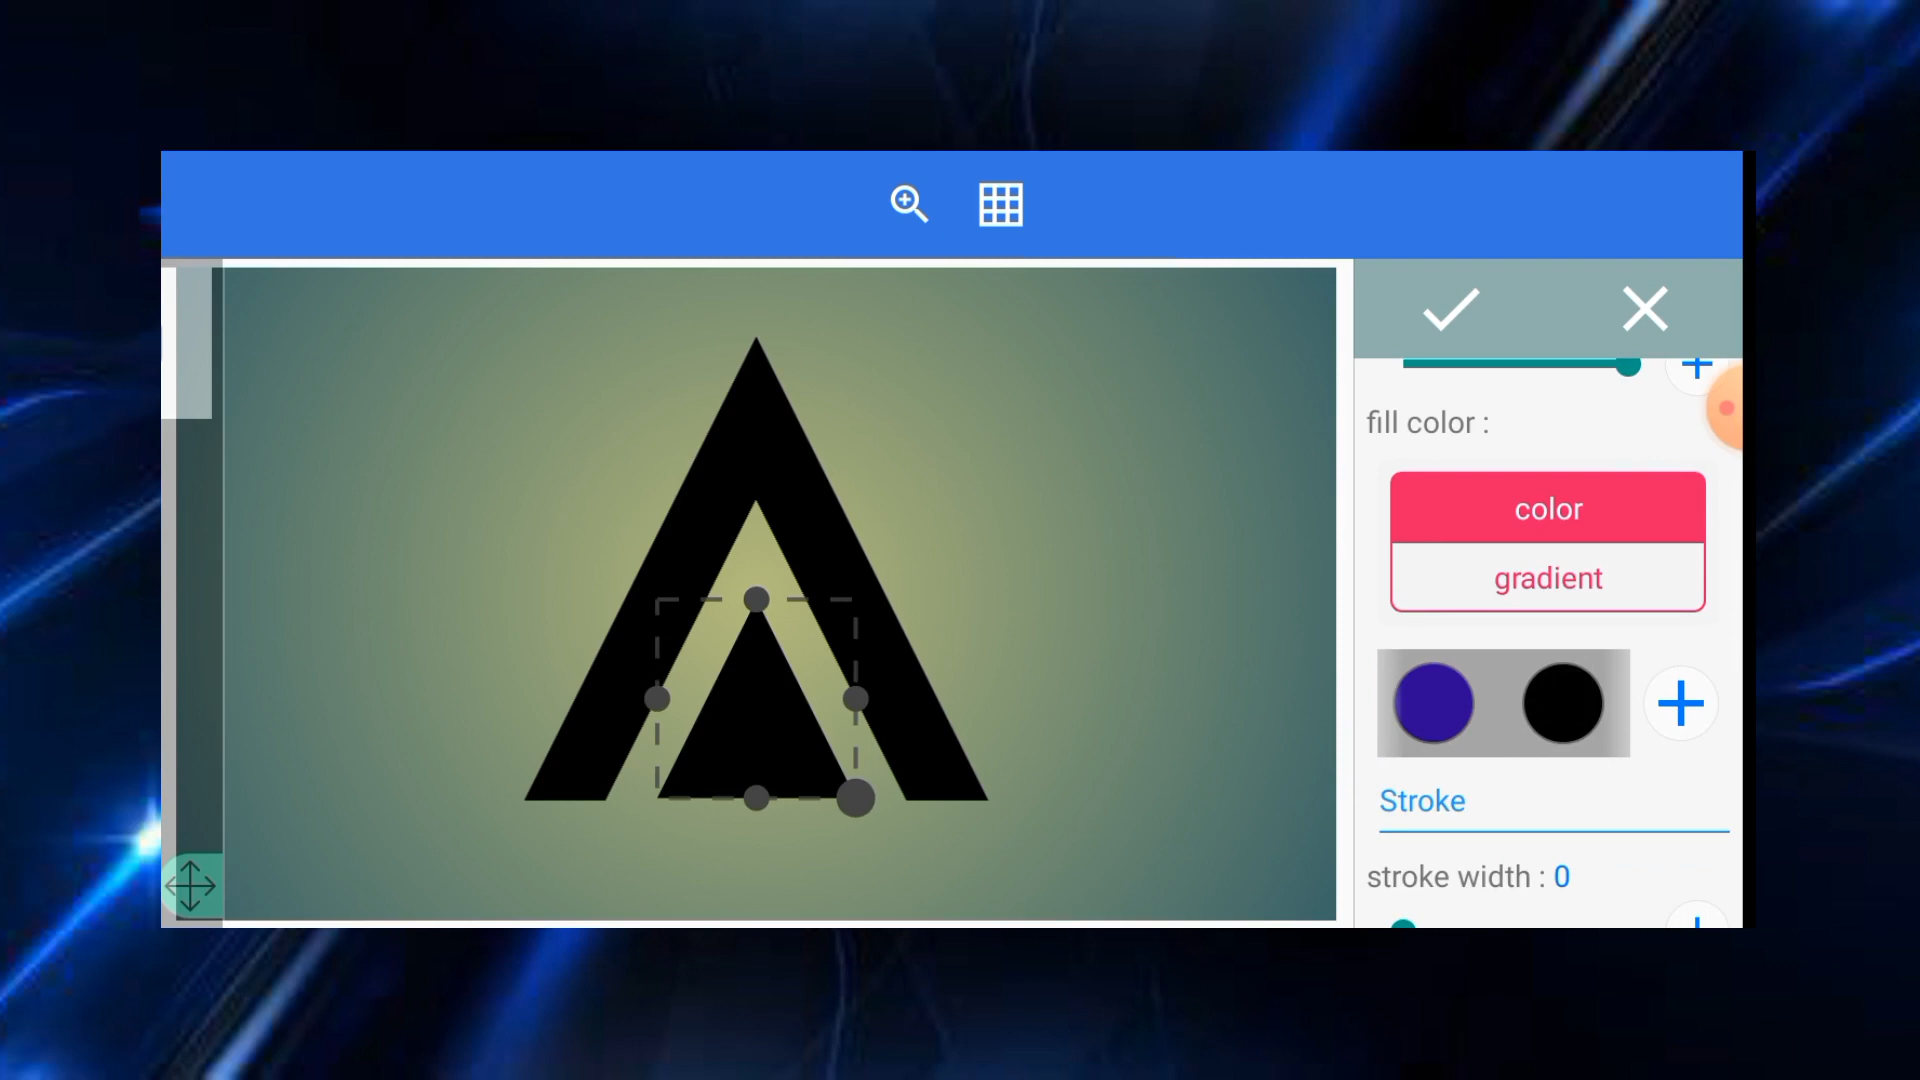 fill color :
color
gradient
Stroke
stroke width : 0